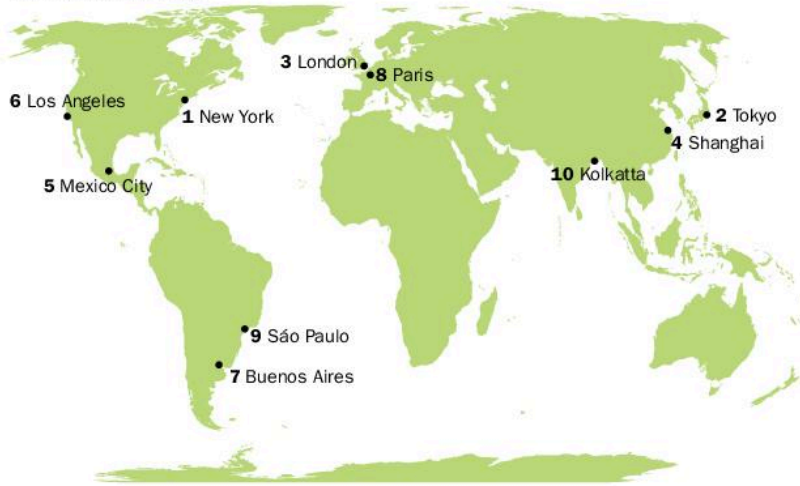 3 London
8 Paris
6 Los Angeles
1 New York
2 Tokyo
4 Shanghai
5 Mexico City
10 Kolkatta
9 Sáo Paulo
7 Buenos Aires